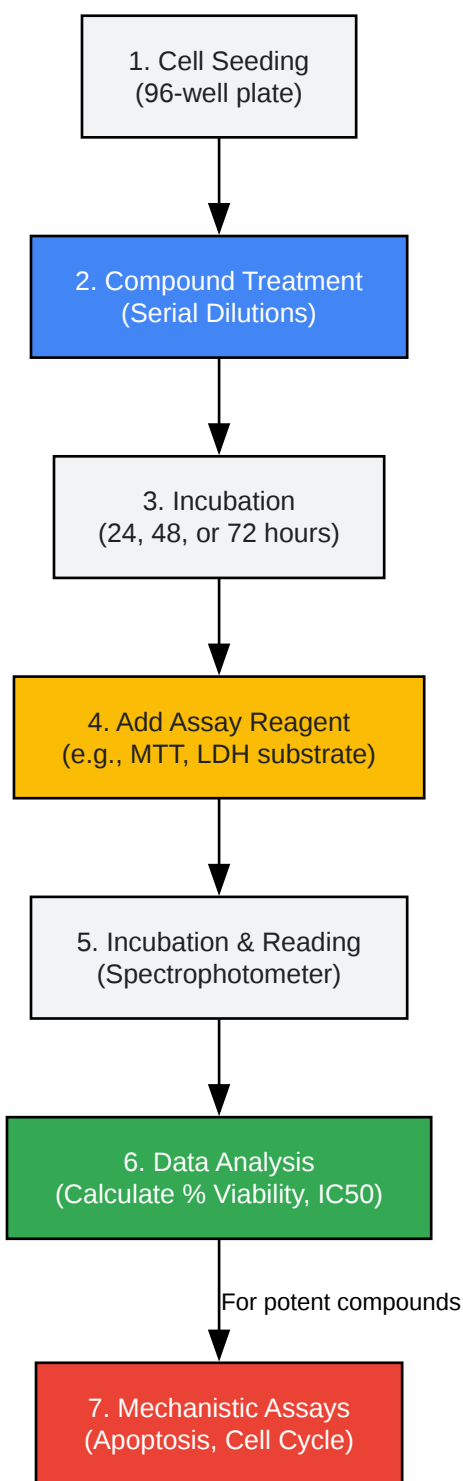 1. Cell Seeding
(96-well plate)
2. Compound Treatment
(Serial Dilutions)
3. Incubation
(24, 48, or 72 hours)
4. Add Assay Reagent
(e.g., MTT, LDH substrate)
5. Incubation & Reading
(Spectrophotometer)
6. Data Analysis
(Calculate % Viability, IC50)
For potent compounds
7. Mechanistic Assays
(Apoptosis, Cell Cycle)